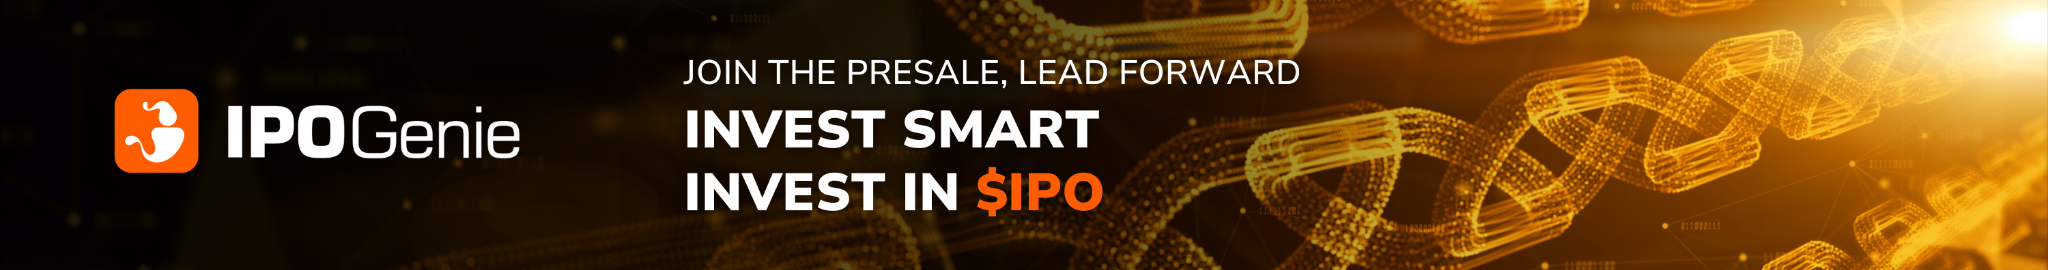 IPOGenie
JOIN THE PRESALE, LEAD FORWARD
INVEST SMART
INVEST IN $IPO